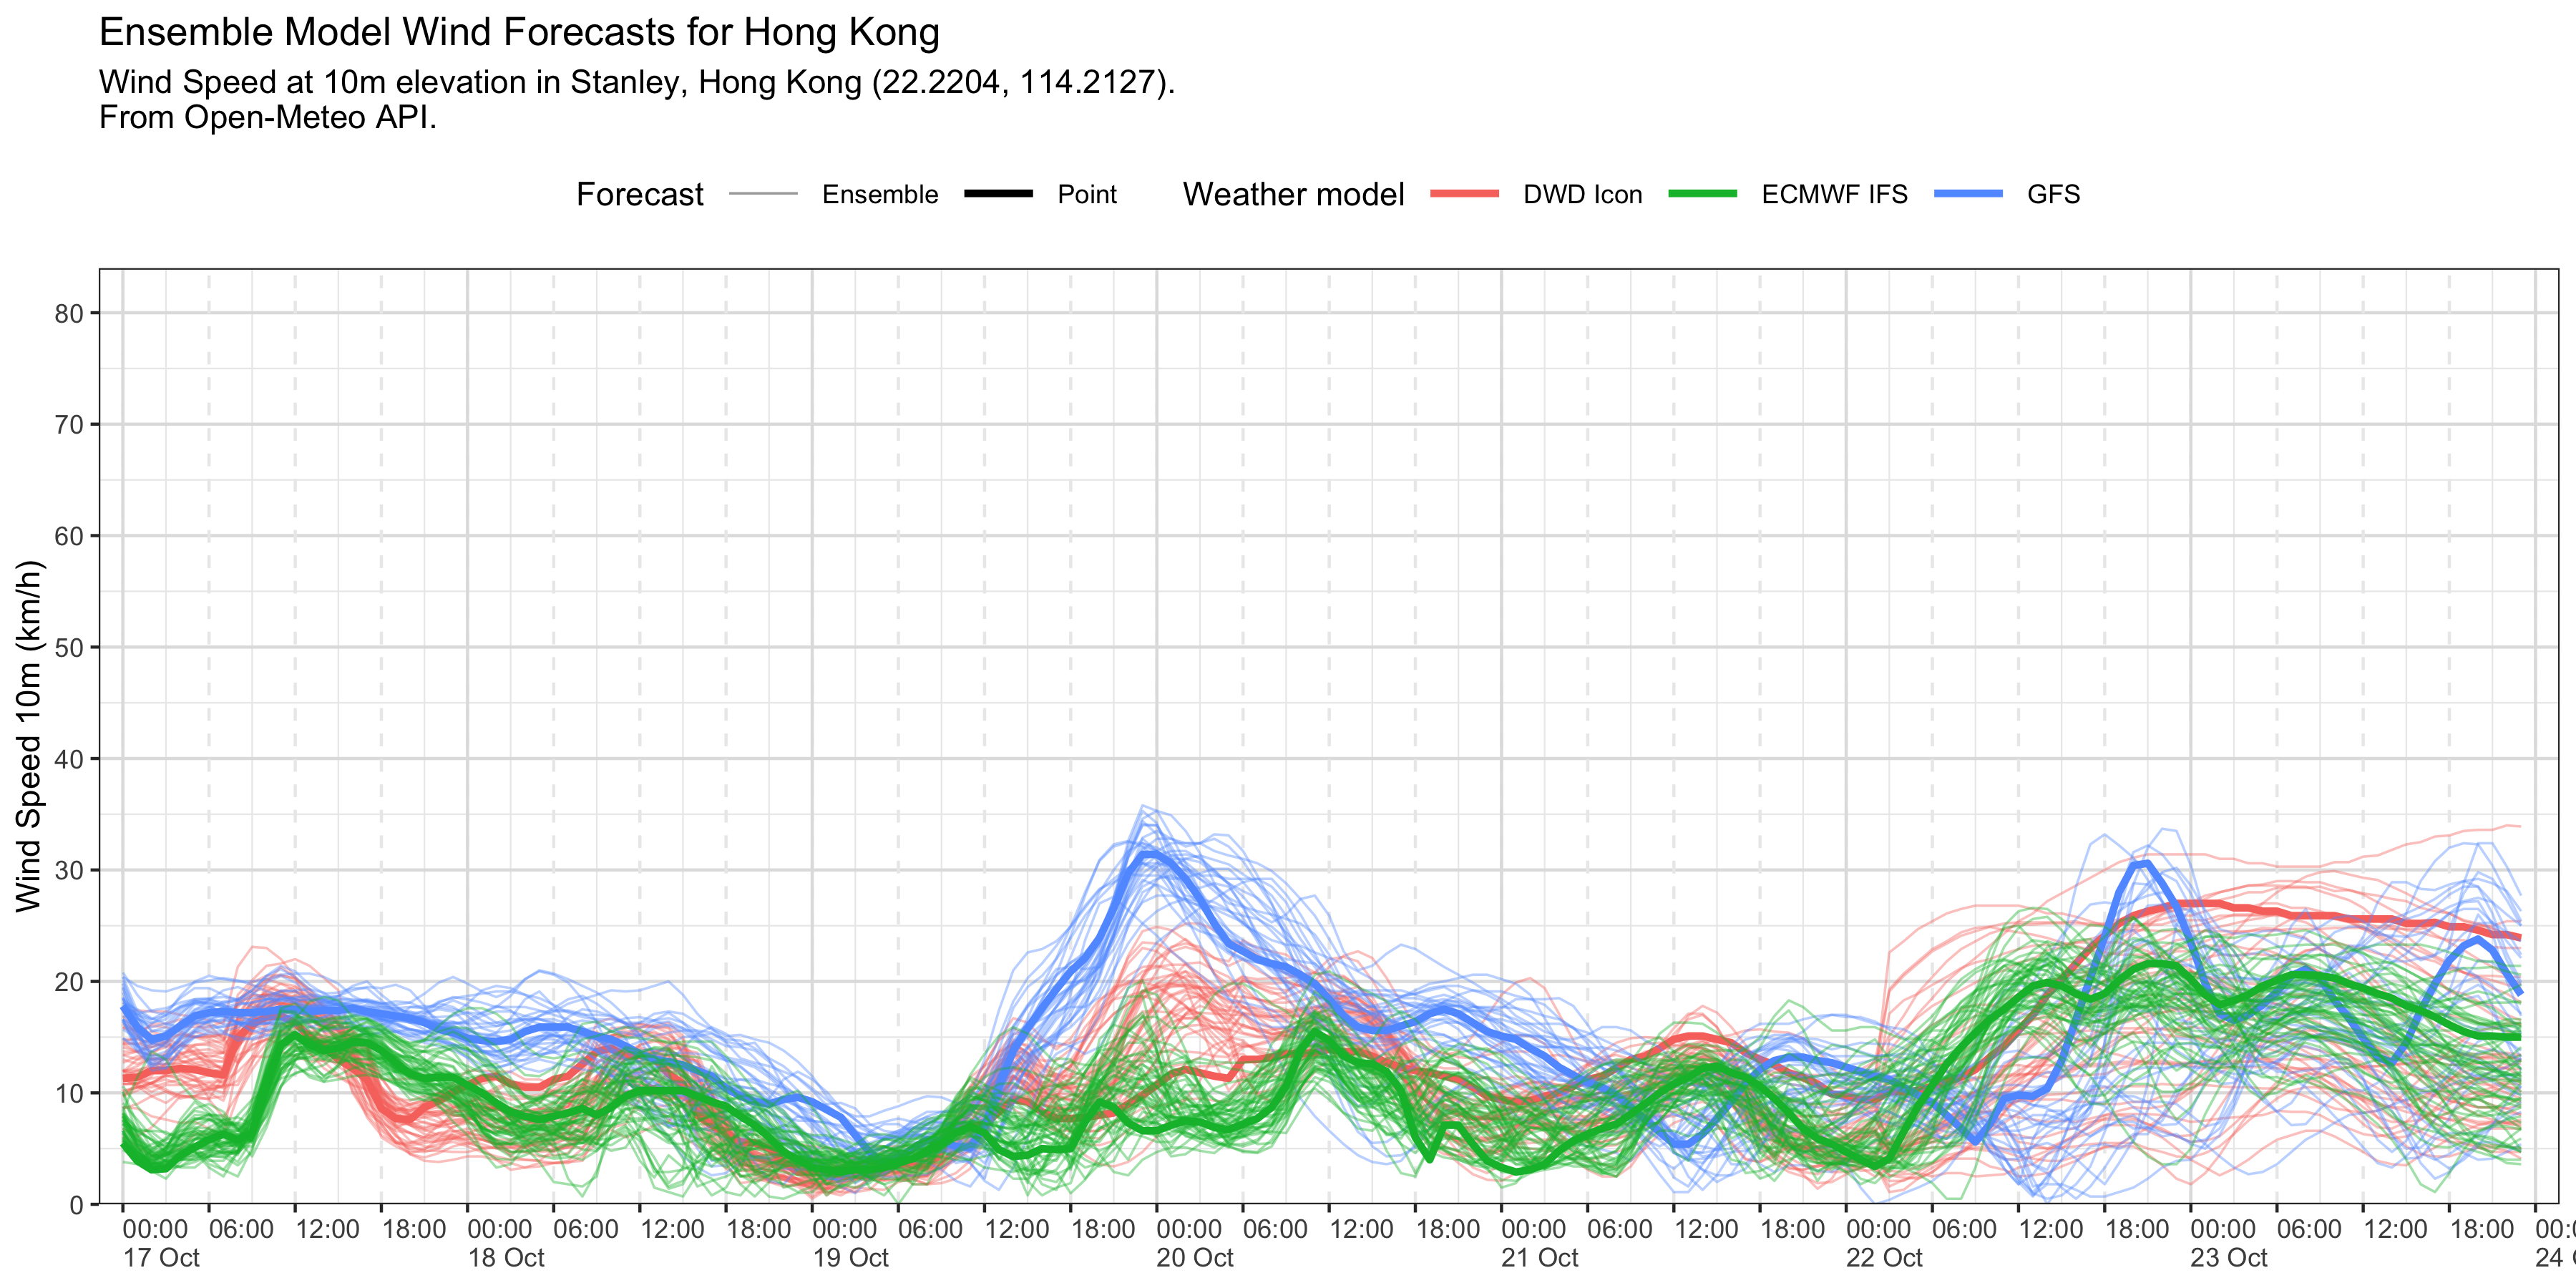 Ensemble Model Wind Forecasts for Hong Kong
Wind Speed at 10m elevation in Stanley, Hong Kong (22.2204, 114.2127).
From Open-Meteo API.
Forecast Ensemble Point Weather model DWD Icon ECMWF IFS GFS
Wind Speed 10m (km/h)
80
70
60
50
40
30
20
10
0
00:00 06:00 12:00 18:00 00:00 06:00 12:00 18:00 00:00 06:00 12:00 18:00 00:00 06:00 12:00 18:00 00:00 06:00 12:00 18:00 00:00 06:00 12:00 18:00 00:00 06:00 12:00 18:00 00:
17 Oct 18 Oct 19 Oct 20 Oct 21 Oct 22 Oct 23 Oct 24